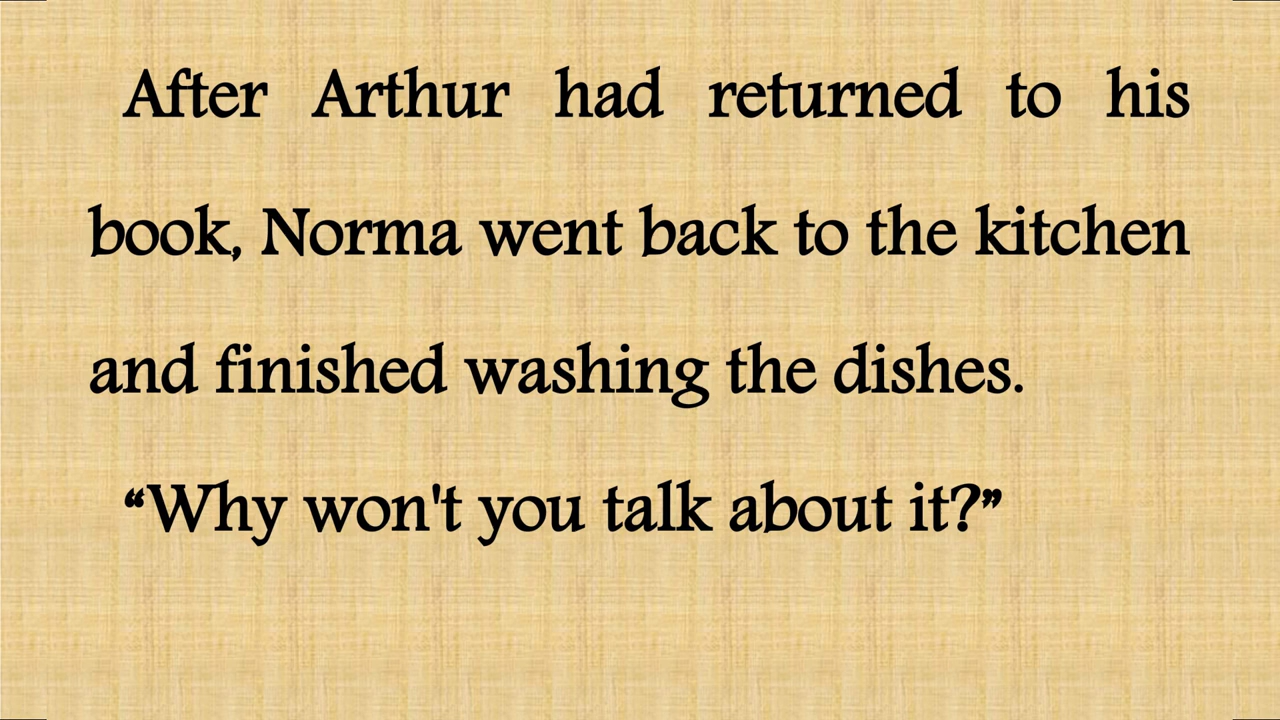 After Arthur had returned to his
book, Norma went back to the kitchen
and finished washing the dishes.
“Why won't you talk about it?”